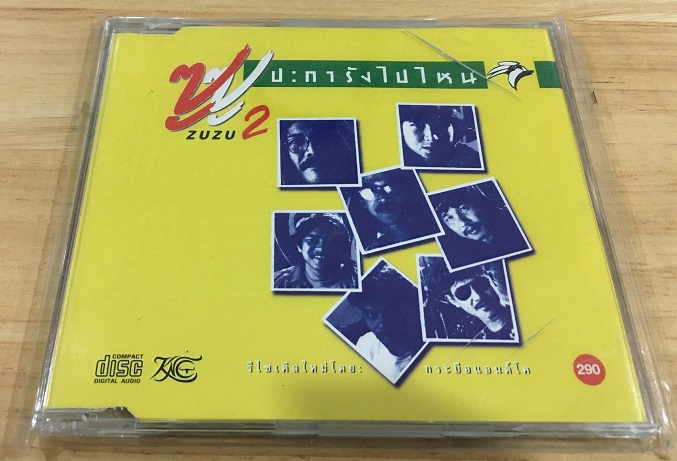 ซูซู
ปะการังไปไหน
ZUZU 2
COMPACT
disc
DIGITAL AUDIO
รีไซเคิลใหม่โดย:
กระบือแอนด์โค
290